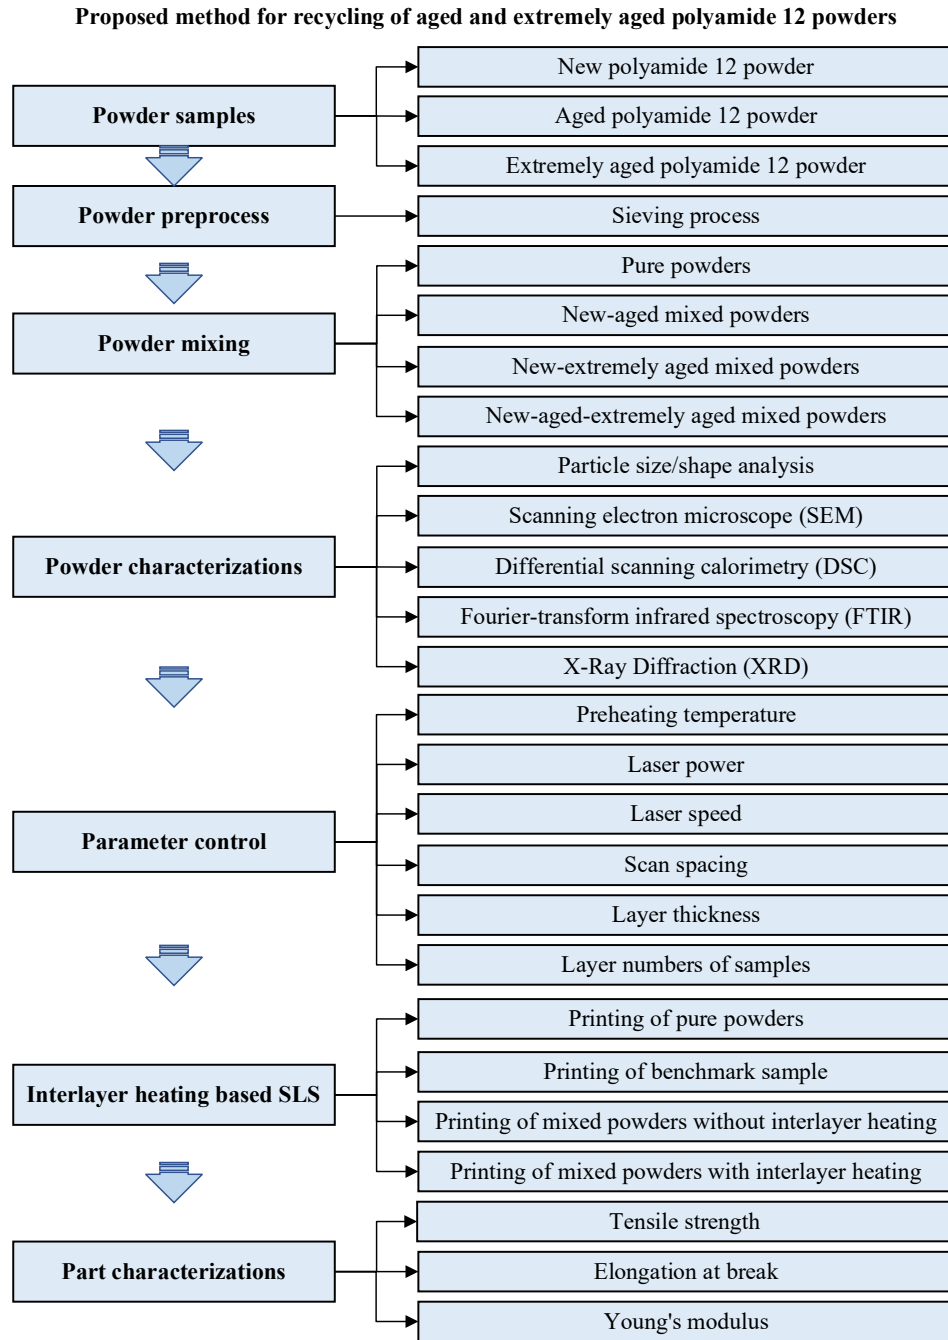 Proposed method for recycling of aged and extremely aged polyamide 12 powders
Powder samples
New polyamide 12 powder
Aged polyamide 12 powder
Extremely aged polyamide 12 powder
Powder preprocess
Sieving process
Powder mixing
Pure powders
New-aged mixed powders
New-extremely aged mixed powders
New-aged-extremely aged mixed powders
Powder characterizations
Particle size/shape analysis
Scanning electron microscope (SEM)
Differential scanning calorimetry (DSC)
Fourier-transform infrared spectroscopy (FTIR)
X-Ray Diffraction (XRD)
Parameter control
Preheating temperature
Laser power
Laser speed
Scan spacing
Layer thickness
Layer numbers of samples
Interlayer heating based SLS
Printing of pure powders
Printing of benchmark sample
Printing of mixed powders without interlayer heating
Printing of mixed powders with interlayer heating
Part characterizations
Tensile strength
Elongation at break
Young's modulus